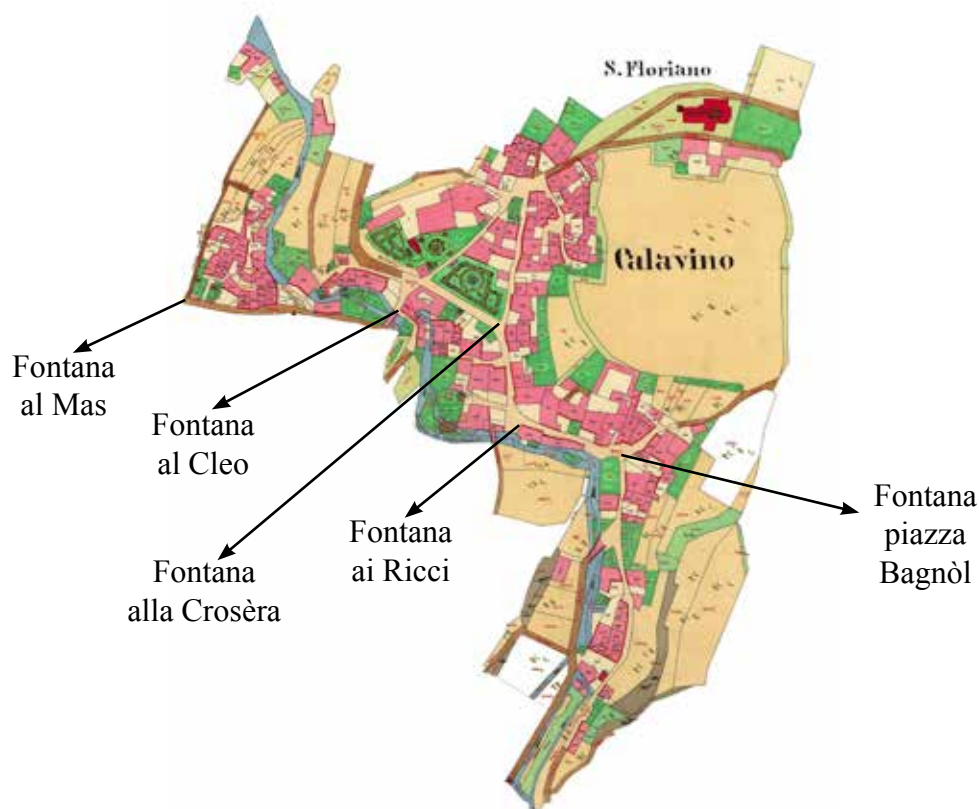 S. Floriano
Calavino
Fontana
al Mas
Fontana
al Cleo
Fontana
alla Crosèra
Fontana
ai Ricci
Fontana
piazza
Bagnòl